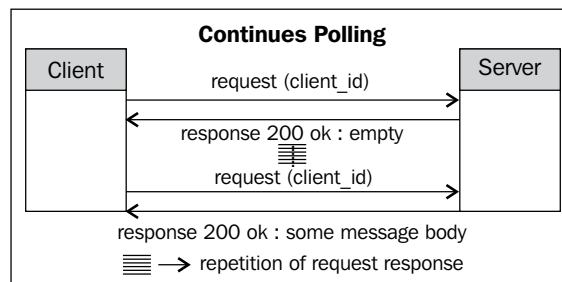 Continues Polling
Client
Server
request (client_id)
response 200 ok : empty
request (client_id)
response 200 ok : some message body
repetition of request response